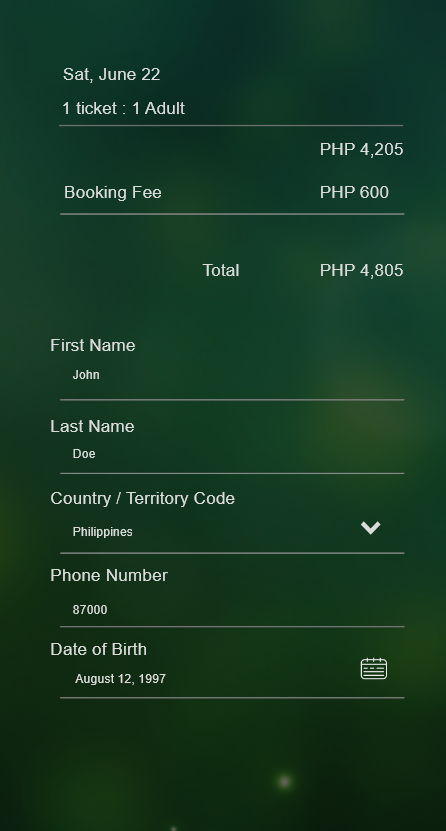 Sat, June 22
1 ticket : 1 Adult
PHP 4,205
Booking Fee PHP 600
Total PHP 4,805
First Name
John
Last Name
Doe
Country / Territory Code
Philippines
Phone Number
87000
Date of Birth
August 12, 1997